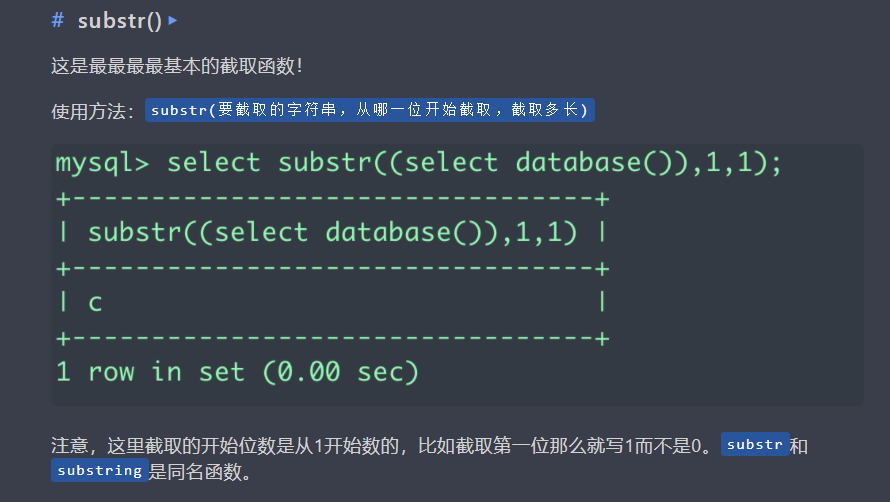 # substr()
这是最最最最基本的截取函数!
使用方法：substr(要截取的字符串，从哪一位开始截取，截取多长)
mysql> select substr((select database()),1,1);
+---------------------------------+
| substr((select database()),1,1) |
+---------------------------------+
| c                               |
+---------------------------------+
1 row in set (0.00 sec)
注意，这里截取的开始位数是从1开始数的，比如截取第一位那么就写1而不是0。substr和
substring是同名函数。